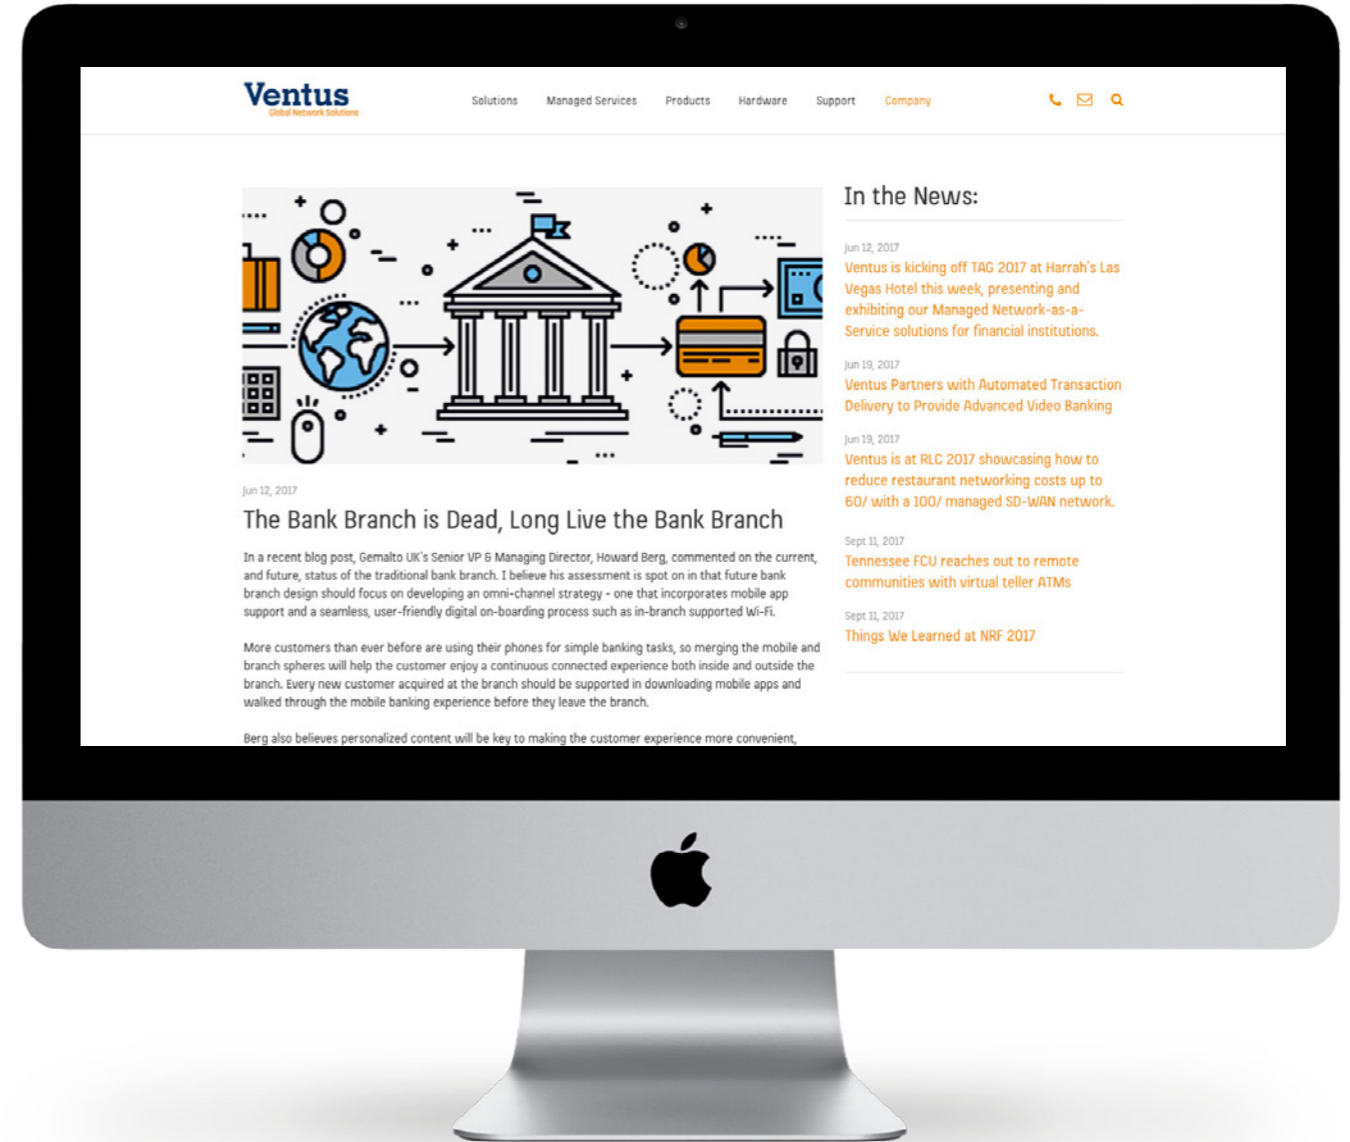 Ventus
Global Network Solutions
Solutions Managed Services Products Hardware Support Company
In the News:
Jun 12, 2017
Ventus is kicking off TAG 2017 at Harrah's Las
Vegas Hotel this week, presenting and
exhibiting our Managed Network-as-a-
Service solutions for financial institutions.
Jun 19, 2017
Ventus Partners with Automated Transaction
Delivery to Provide Advanced Video Banking
Jun 19, 2017
Ventus is at RLC 2017 showcasing how to
reduce restaurant networking costs up to
60/ with a 100/ managed SD-WAN network.
Sept 11, 2017
Tennessee FCU reaches out to remote
communities with virtual teller ATMs
Sept 11, 2017
Things We Learned at NRF 2017
Jun 12, 2017
The Bank Branch is Dead, Long Live the Bank Branch
In a recent blog post, Gemalto UK's Senior VP & Managing Director, Howard Berg, commented on the current,
and future, status of the traditional bank branch. I believe his assessment is spot on in that future bank
branch design should focus on developing an omni-channel strategy - one that incorporates mobile app
support and a seamless, user-friendly digital on-boarding process such as in-branch supported Wi-Fi.
More customers than ever before are using their phones for simple banking tasks, so merging the mobile and
branch spheres will help the customer enjoy a continuous connected experience both inside and outside the
branch. Every new customer acquired at the branch should be supported in downloading mobile apps and
walked through the mobile banking experience before they leave the branch.
Berg also believes personalized content will be key to making the customer experience more convenient,